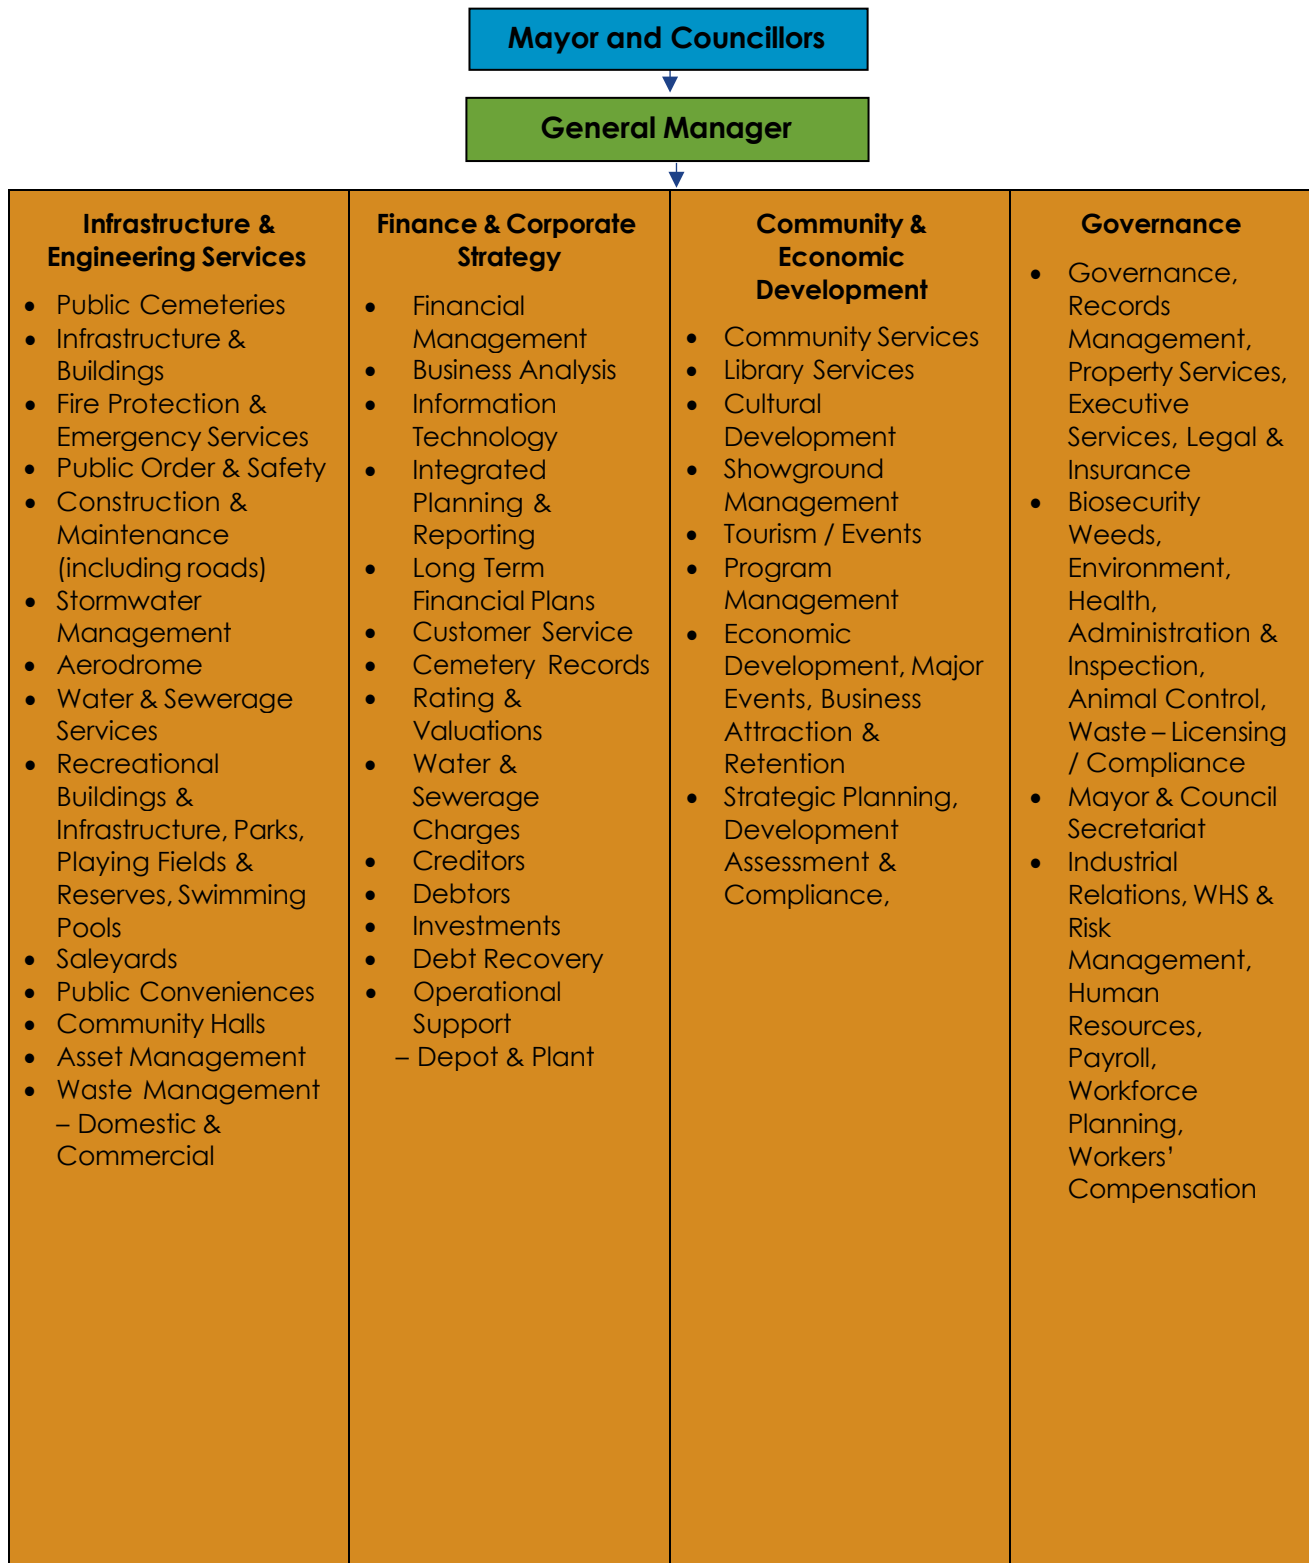 Mayor and Councillors
General Manager
Infrastructure &
Engineering Services
• Public Cemeteries
• Infrastructure &
Buildings
• Fire Protection &
Emergency Services
• Public Order & Safety
• Construction &
Maintenance
(including roads)
• Stormwater
Management
• Aerodrome
• Water & Sewerage
Services
• Recreational
Buildings &
Infrastructure, Parks,
Playing Fields &
Reserves, Swimming
Pools
• Saleyards
• Public Conveniences
• Community Halls
• Asset Management
• Waste Management
– Domestic &
Commercial
Finance & Corporate
Strategy
• Financial
Management
• Business Analysis
• Information
Technology
• Integrated
Planning &
Reporting
• Long Term
Financial Plans
• Customer Service
• Cemetery Records
• Rating &
Valuations
• Water &
Sewerage
Charges
• Creditors
• Debtors
• Investments
• Debt Recovery
• Operational
Support
– Depot & Plant
Community &
Economic
Development
• Community Services
• Library Services
• Cultural
Development
• Showground
Management
• Tourism / Events
• Program
Management
• Economic
Development, Major
Events, Business
Attraction &
Retention
• Strategic Planning,
Development
Assessment &
Compliance,
Governance
• Governance,
Records
Management,
Property Services,
Executive
Services, Legal &
Insurance
• Biosecurity
Weeds,
Environment,
Health,
Administration &
Inspection,
Animal Control,
Waste – Licensing
/ Compliance
• Mayor & Council
Secretariat
• Industrial
Relations, WHS &
Risk
Management,
Human
Resources,
Payroll,
Workforce
Planning,
Workers’
Compensation